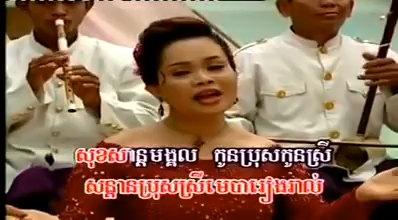 សុខសាន្តមង្គល កូនប្រុសកូនស្រី
សន្តានប្រុសស្រីមេបារៀងរាល់